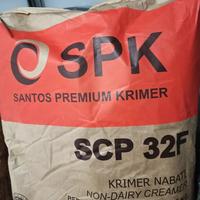 SPK
SANTOS PREMIUM KRIMER
SCP 32F
KRIMER NABATI
NON-DAIRY CREAMER